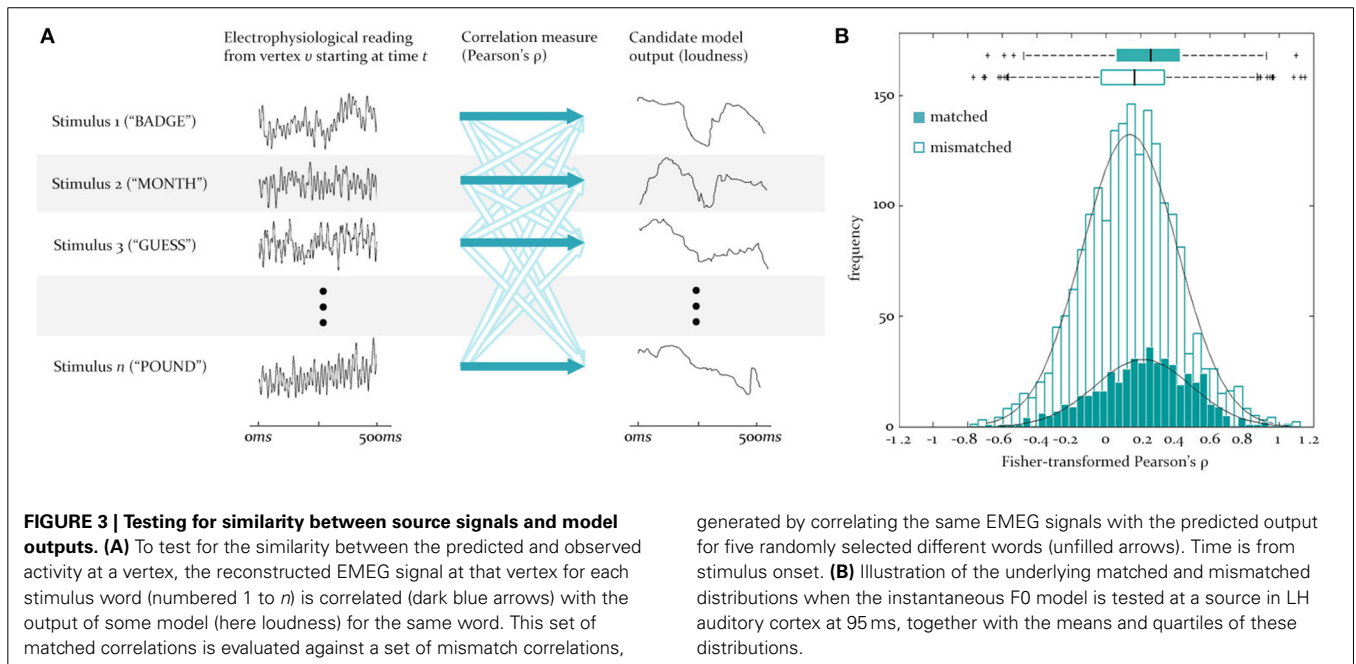 A
Electrophysiological reading
from vertex υ starting at time t
Correlation measure
(Pearson's ρ)
Candidate model
output (loudness)
Stimulus 1 ("BADGE")
Stimulus 2 ("MONTH")
Stimulus 3 ("GUESS")
Stimulus n ("POUND")
0ms 500ms
0ms 500ms
B
matched
mismatched
frequency
150
100
50
0
-1.2 -1 -0.8 -0.6 -0.4 -0.2 0 0.2 0.4 0.6 0.8 1 1.2
Fisher-transformed Pearson's ρ
FIGURE 3 | Testing for similarity between source signals and model
outputs. (A) To test for the similarity between the predicted and observed
activity at a vertex, the reconstructed EMEG signal at that vertex for each
stimulus word (numbered 1 to n) is correlated (dark blue arrows) with the
output of some model (here loudness) for the same word. This set of
matched correlations is evaluated against a set of mismatch correlations,
generated by correlating the same EMEG signals with the predicted output
for five randomly selected different words (unfilled arrows). Time is from
stimulus onset. (B) Illustration of the underlying matched and mismatched
distributions when the instantaneous F0 model is tested at a source in LH
auditory cortex at 95 ms, together with the means and quartiles of these
distributions.